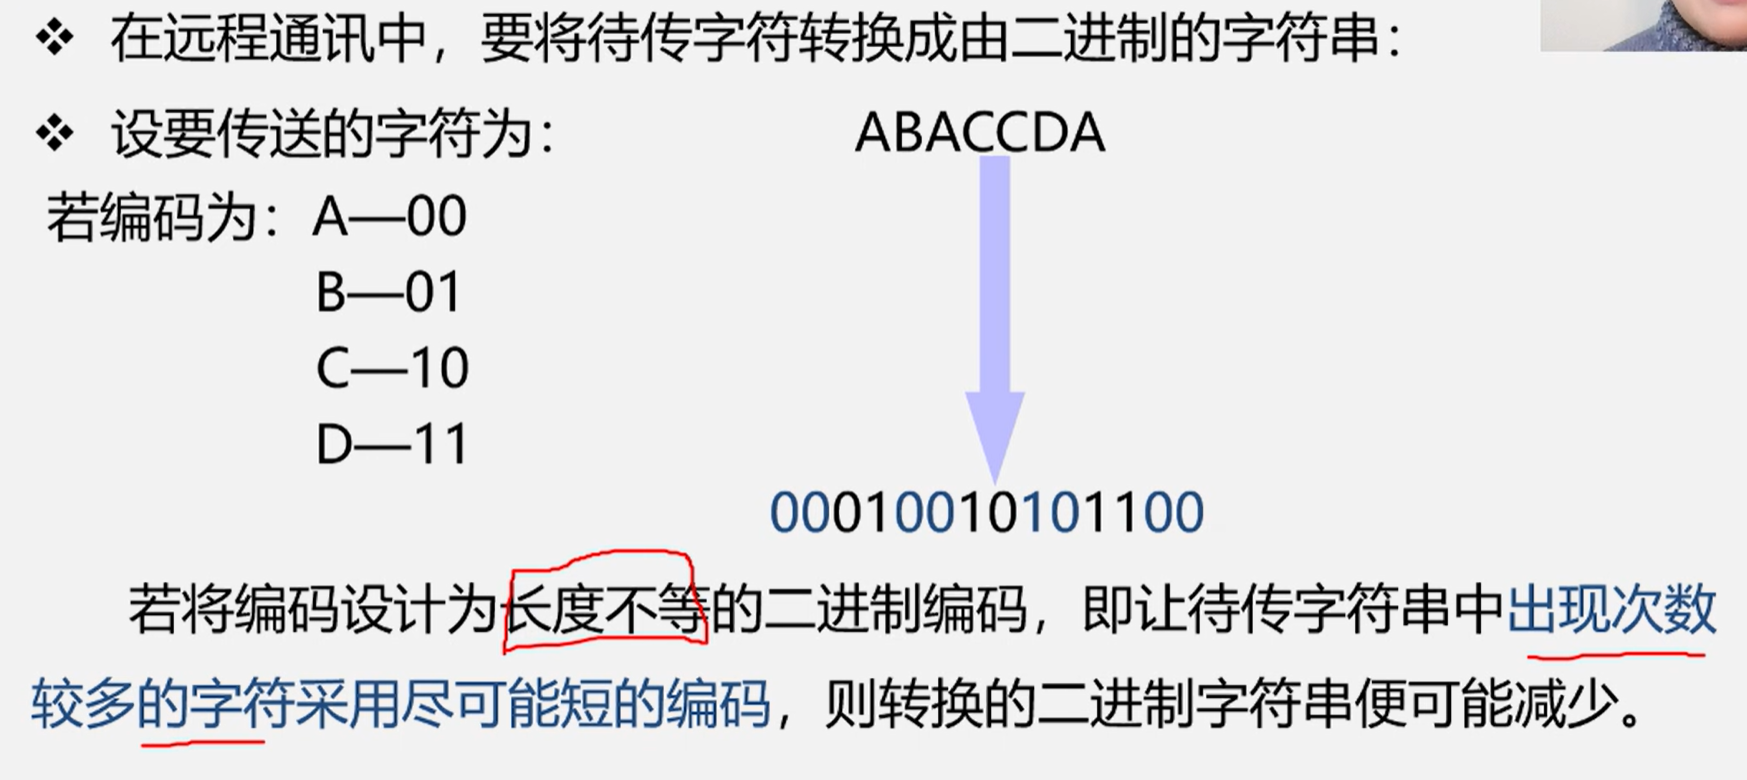 ❖ 在远程通讯中，要将待传字符转换成由二进制的字符串：
❖ 设要传送的字符为： ABACCDA
若编码为：A—00
B—01
C—10
D—11
00010010101100
若将编码设计为长度不等的二进制编码，即让待传字符串中出现次数
较多的字符采用尽可能短的编码，则转换的二进制字符串便可能减少。